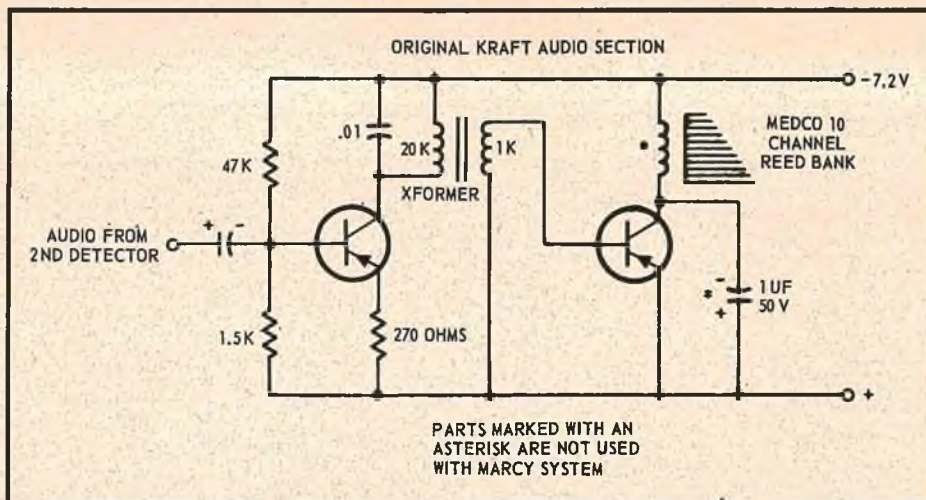 ORIGINAL KRAFT AUDIO SECTION
-7.2V
.01
20K
1K
MEDCO 10
CHANNEL
REED BANK
47K
XFORMER
*
AUDIO FROM
2ND DETECTOR
+ -
-
*
1UF
50V
+
1.5K
270 OHMS
+
PARTS MARKED WITH AN
ASTERISK ARE NOT USED
WITH MARCY SYSTEM